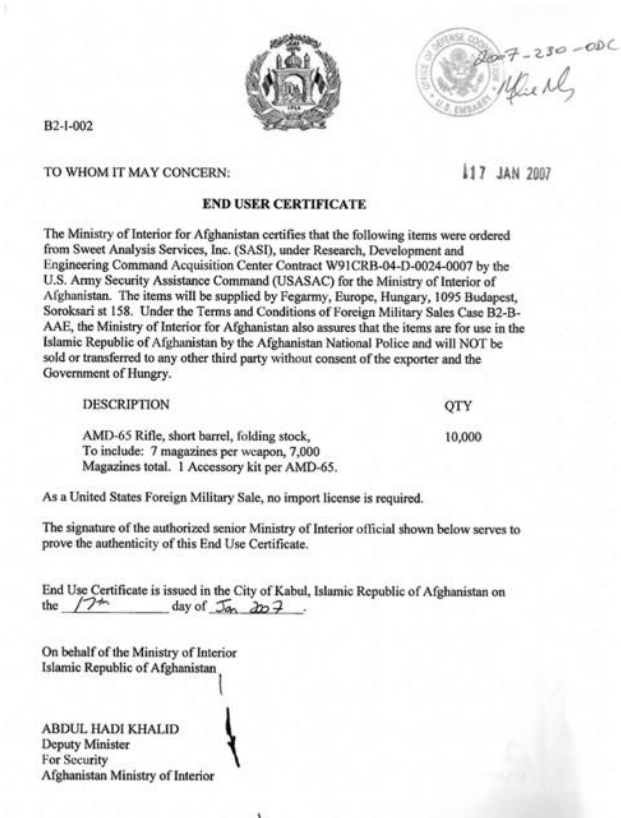 OFFICE OF DEFENSE COOPERATION
U.S. EMBASSY
2007-230-ODC
B2-I-002
TO WHOM IT MAY CONCERN:
17 JAN 2007
END USER CERTIFICATE
The Ministry of Interior for Afghanistan certifies that the following items were ordered
from Sweet Analysis Services, Inc. (SASI), under Research, Development and
Engineering Command Acquisition Center Contract W91CRB-04-D-0024-0007 by the
U.S. Army Security Assistance Command (USASAC) for the Ministry of Interior of
Afghanistan. The items will be supplied by Fegarmy, Europe, Hungary, 1095 Budapest,
Soroksari st 158. Under the Terms and Conditions of Foreign Military Sales Case B2-B-
AAE, the Ministry of Interior for Afghanistan also assures that the items are for use in the
Islamic Republic of Afghanistan by the Afghanistan National Police and will NOT be
sold or transferred to any other third party without consent of the exporter and the
Government of Hungry.
DESCRIPTION QTY
AMD-65 Rifle, short barrel, folding stock, 10,000
To include: 7 magazines per weapon, 7,000
Magazines total. 1 Accessory kit per AMD-65.
As a United States Foreign Military Sale, no import license is required.
The signature of the authorized senior Ministry of Interior official shown below serves to
prove the authenticity of this End Use Certificate.
End Use Certificate is issued in the City of Kabul, Islamic Republic of Afghanistan on
the 17th day of Jan 2007.
On behalf of the Ministry of Interior
Islamic Republic of Afghanistan
ABDUL HADI KHALID
Deputy Minister
For Security
Afghanistan Ministry of Interior